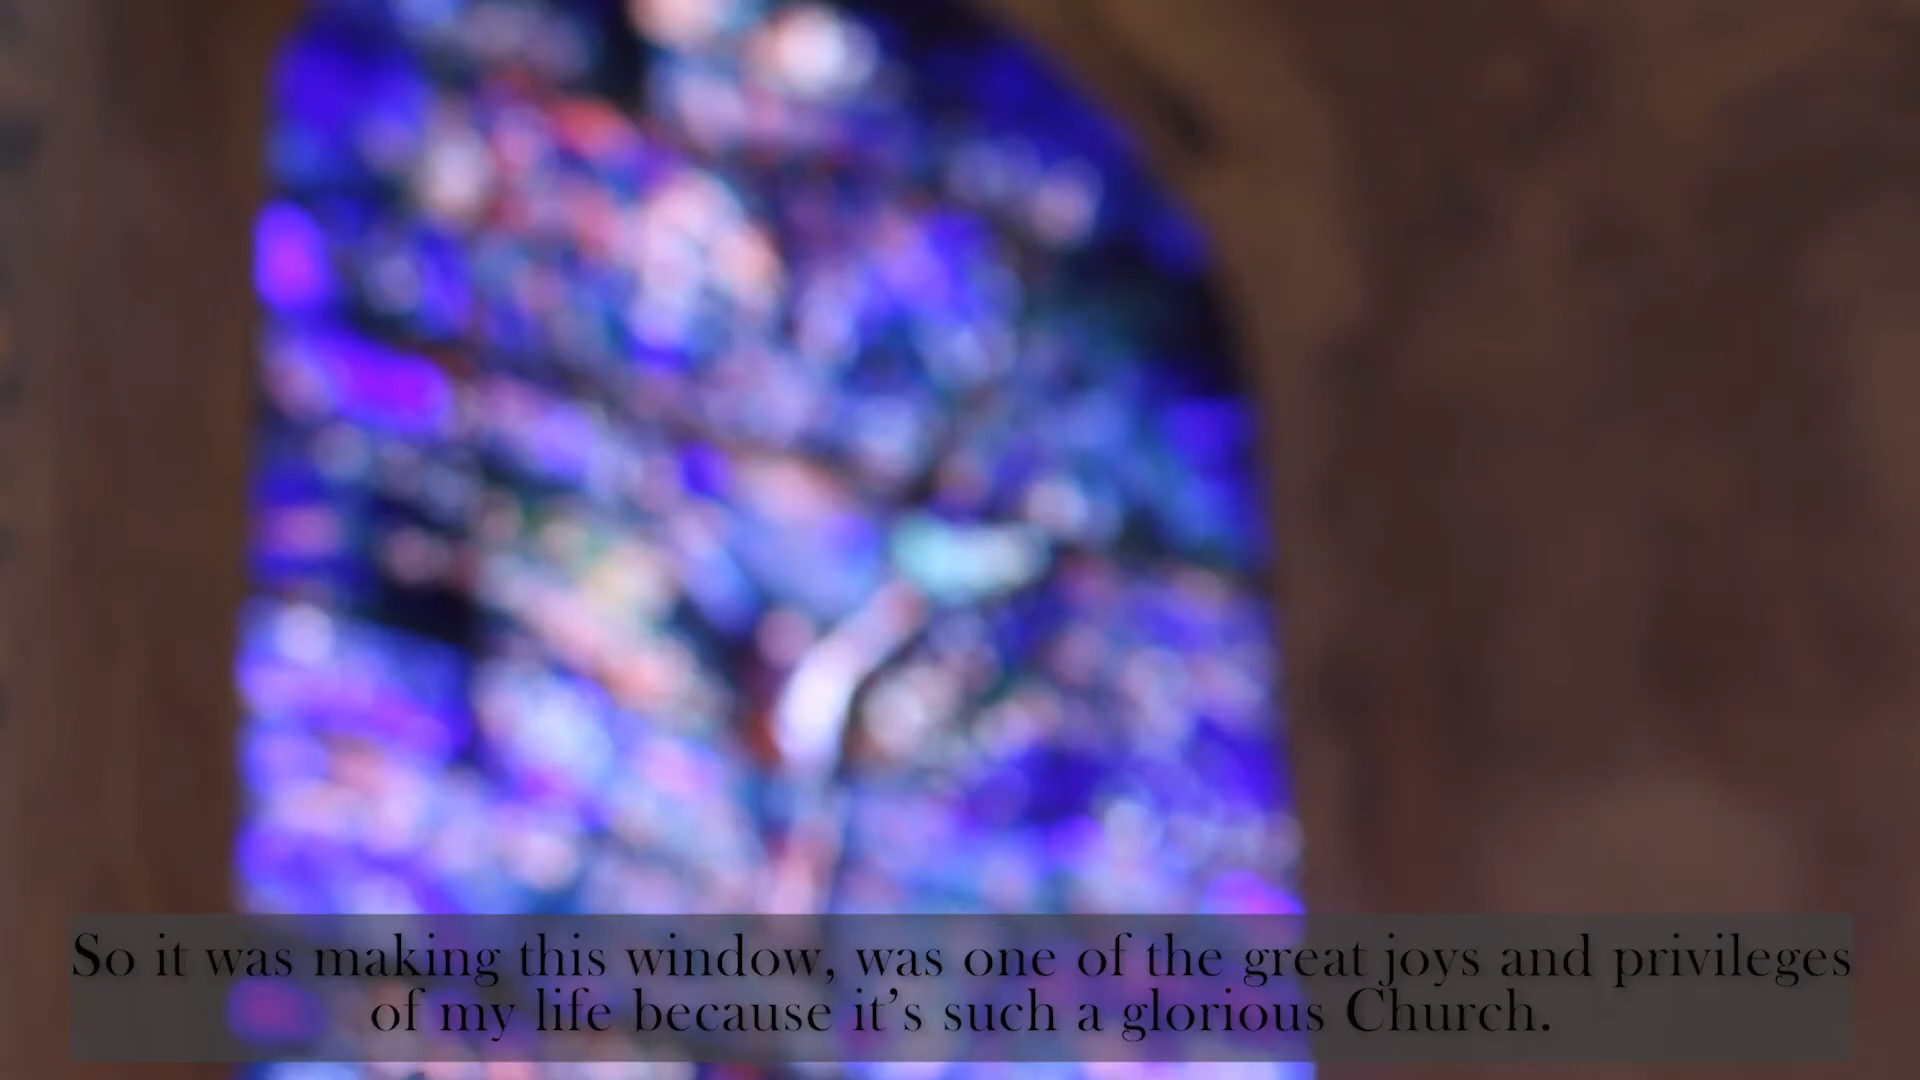 So it was making this window, was one of the great joys and privileges
of my life because it’s such a glorious Church.